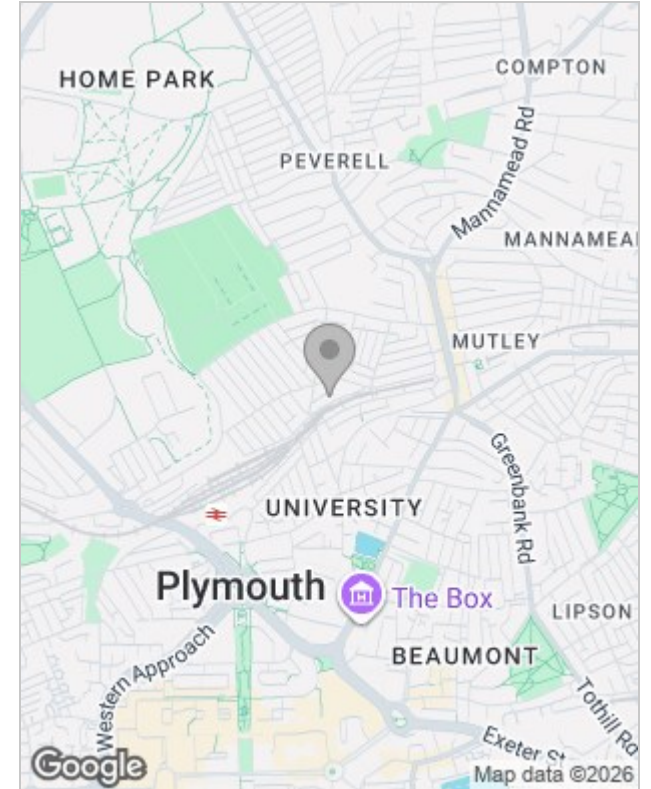 HOME PARK
COMPTON
PEVERELL
Mannamead Rd
MANNAMEA
MUTLEY
Greenbank Rd
UNIVERSITY
Plymouth
The Box
LIPSON
BEAUMONT
Western Approach
Tothill Rd
Exeter St
Google
Map data ©2026